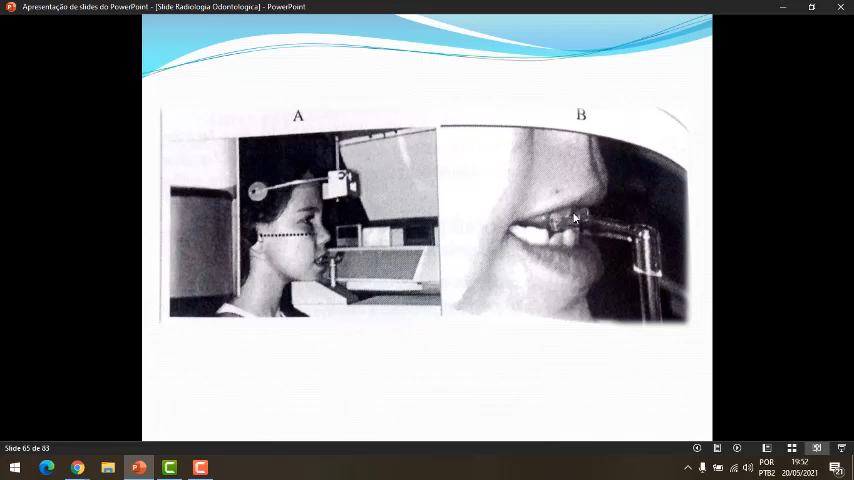 Apresentação de slides do PowerPoint - [Slide Radiologia Odontologica] - PowerPoint
A
B
Slide 65 de 83
POR
PTB2
19:52
20/05/2021
21